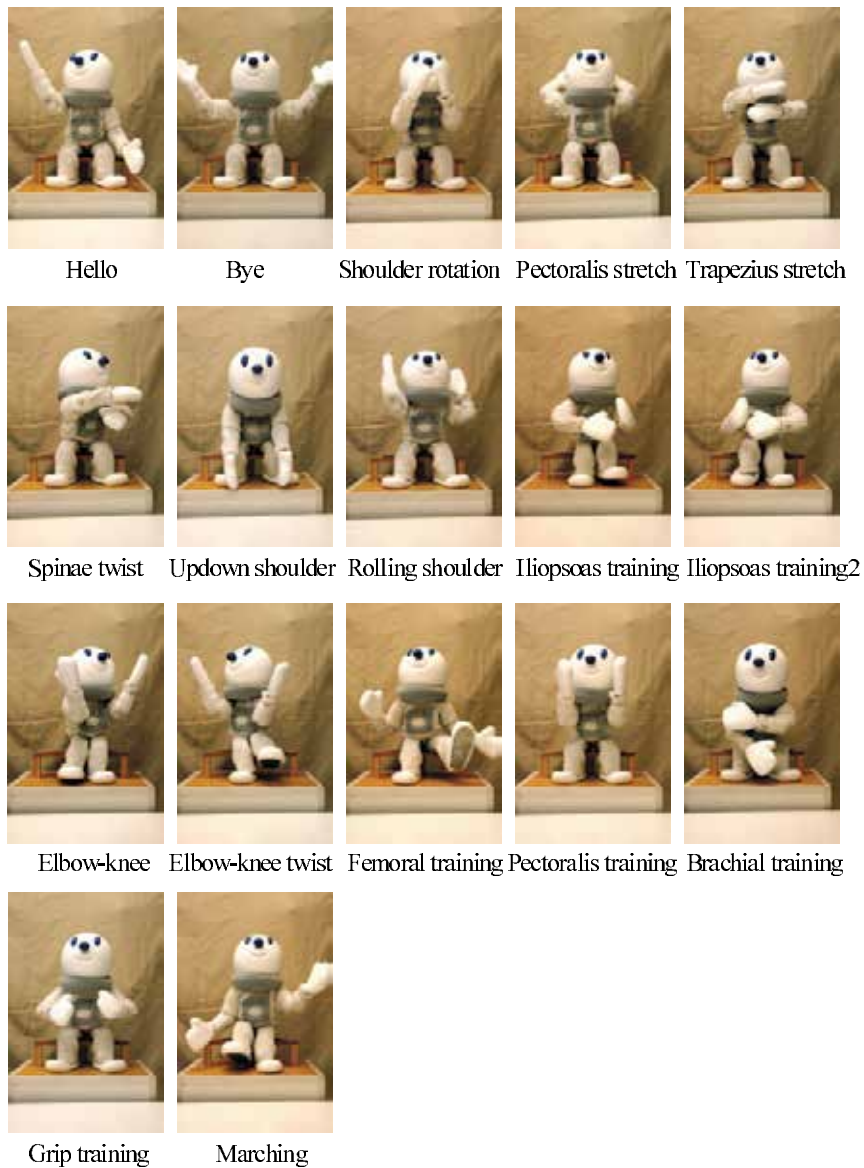 Hello Bye Shoulder rotation Pectoralis stretch Trapezius stretch
Spinae twist Updown shoulder Rolling shoulder Iliopsoas training Iliopsoas training2
Elbow-knee Elbow-knee twist Femoral training Pectoralis training Brachial training
Grip training Marching